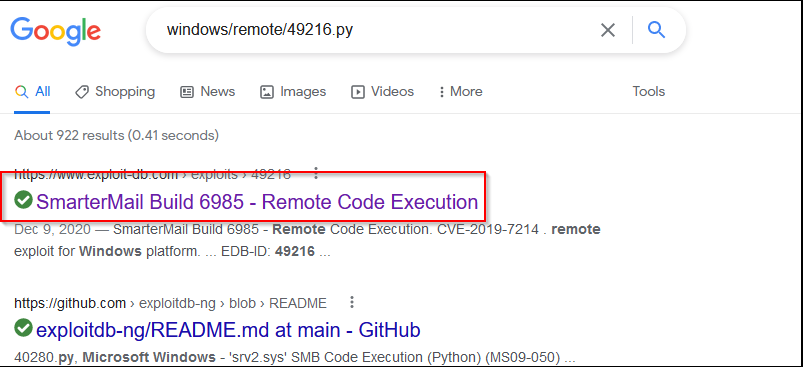 Google
windows/remote/49216.py
All
Shopping
News
Images
Videos
More
Tools
About 922 results (0.41 seconds)
https://www.exploit-db.com › exploits › 49216
SmarterMail Build 6985 - Remote Code Execution
Dec 9, 2020 — SmarterMail Build 6985 - Remote Code Execution. CVE-2019-7214 . remote
exploit for Windows platform. ... EDB-ID: 49216 ...
https://github.com › exploitdb-ng › blob › README
exploitdb-ng/README.md at main - GitHub
40280.py, Microsoft Windows - 'srv2.sys' SMB Code Execution (Python) (MS09-050) ...